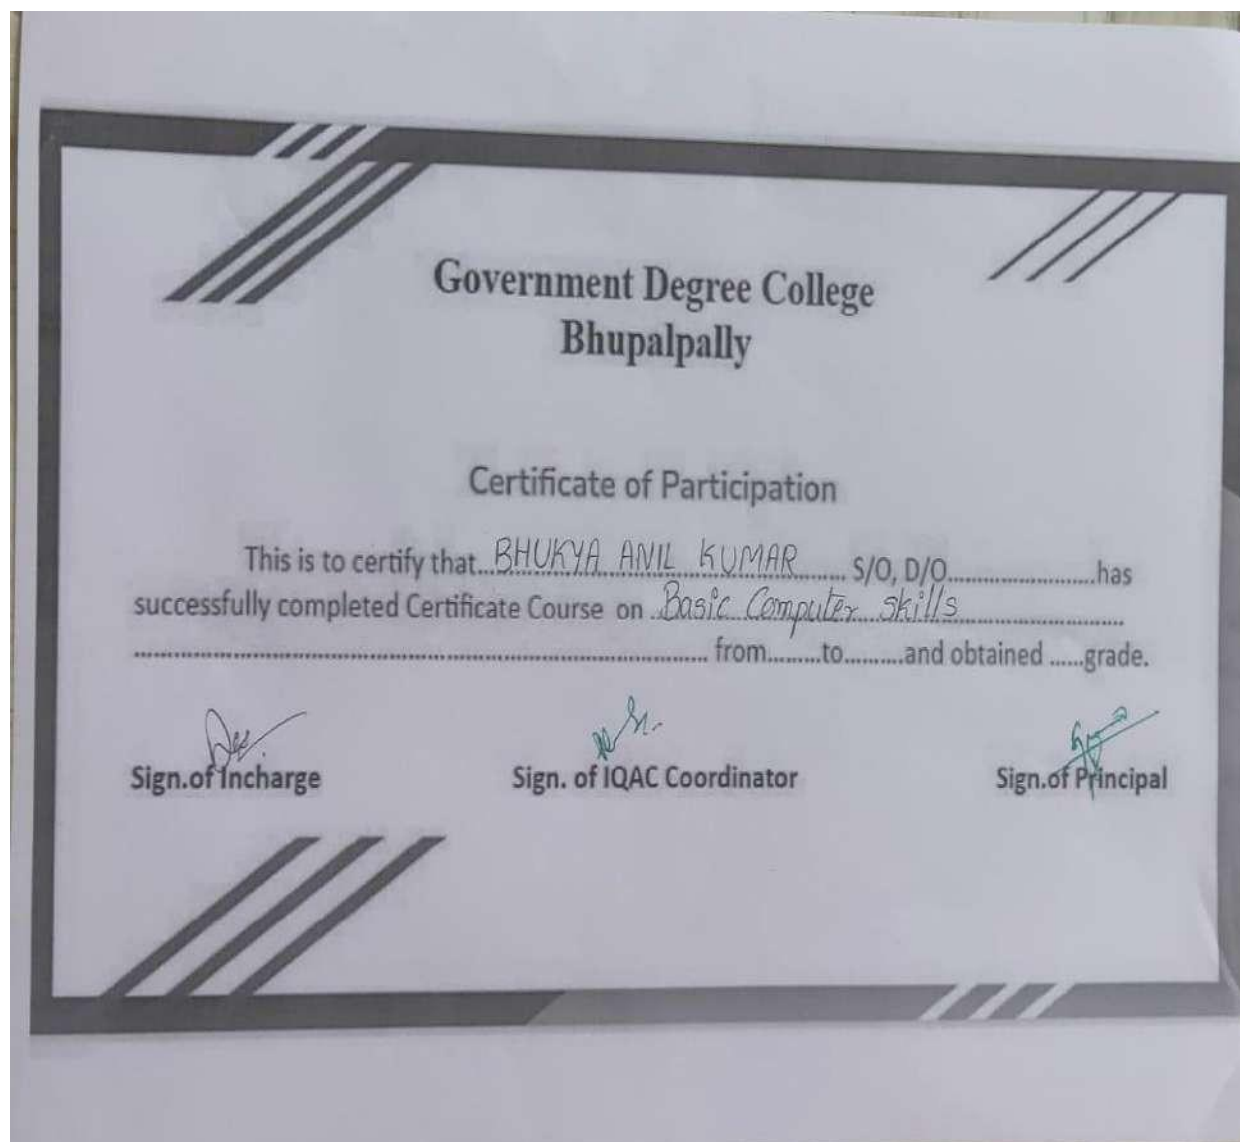 Government Degree College
Bhupalpally
Certificate of Participation
This is to certify that...BHUKYA ANIL KUMAR........ S/O, D/O........................has
successfully completed Certificate Course on ..Basic Computer Skills............................
.................................................................................... from.........to..........and obtained ......grade.
Sign.of Incharge
Sign. of IQAC Coordinator
Sign.of Principal